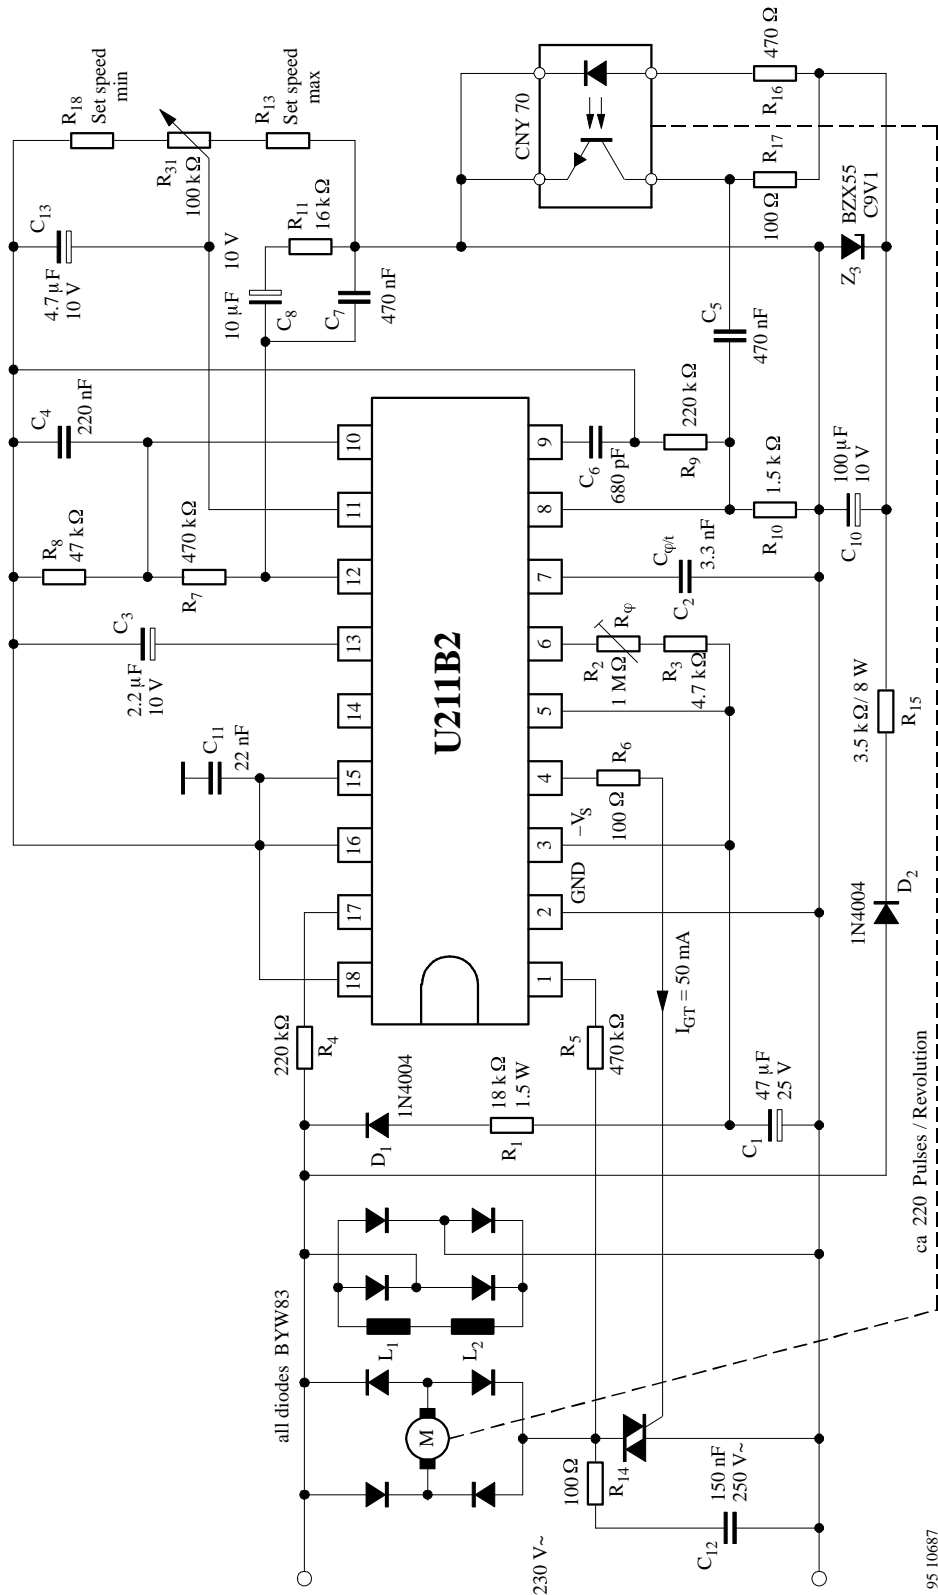 all diodes BYW83
L1
L2
M
230 V~
100 Ω
R14
C12
150 nF
250 V~
D1
1N4004
R1
18 kΩ
1.5 W
220 kΩ
R4
R5
470 kΩ
IGT = 50 mA
C1
47 µF
25 V
ca 220 Pulses / Revolution
1N4004
D2
3.5 kΩ/ 8 W
R15
C11
22 nF
2.2 µF
10 V
C3
R8
47 kΩ
R7
470 kΩ
C4
220 nF
4.7 µF
10 V
C13
R18
Set speed
min
R31
100 kΩ
R13
Set speed
max
10 µF
10 V
C8
R11
16 kΩ
C7
470 nF
18
17
16
15
14
13
12
11
10
U211B2
1
2
3
4
5
6
7
8
9
GND
–VS
100 Ω
R6
R2
1 MΩ
Rφ
R3
4.7 kΩ
C2
Cφ/t
3.3 nF
C6
680 pF
R9
220 kΩ
R10
1.5 kΩ
C10
100 µF
10 V
C5
470 nF
CNY 70
100 Ω
R17
R16
470 Ω
Z3
BZX55
C9V1
95 10687